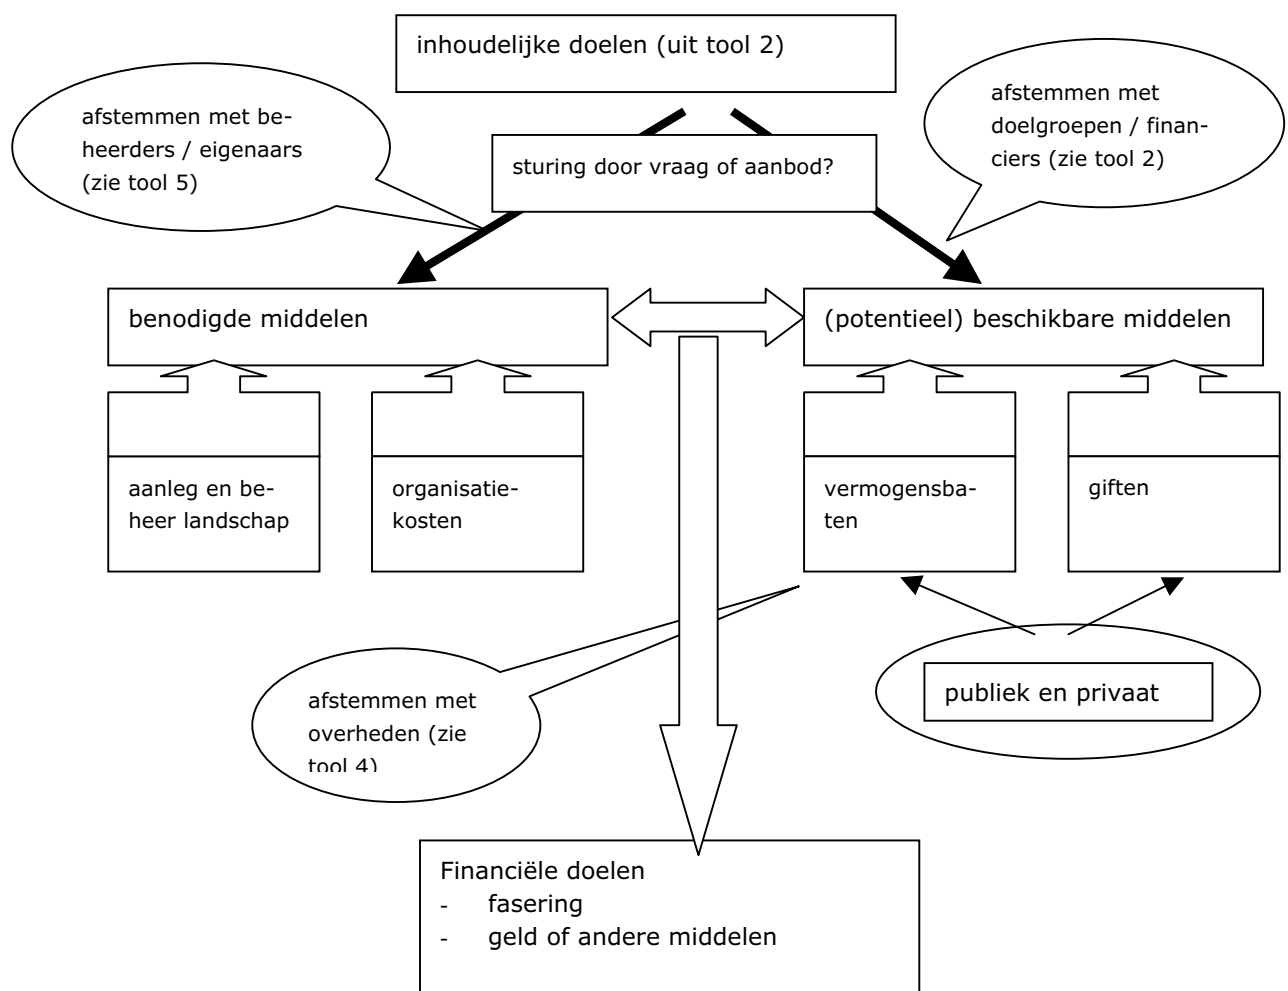 inhoudelijke doelen (uit tool 2)
afstemmen met be-
heerders / eigenaars
(zie tool 5)
afstemmen met
doelgroepen / finan-
ciers (zie tool 2)
sturing door vraag of aanbod?
benodigde middelen
(potentieel) beschikbare middelen
aanleg en be-
heer landschap
organisatie-
kosten
vermogensba-
ten
giften
afstemmen met
overheden (zie
tool 4)
publiek en privaat
Financiële doelen
- fasering
- geld of andere middelen